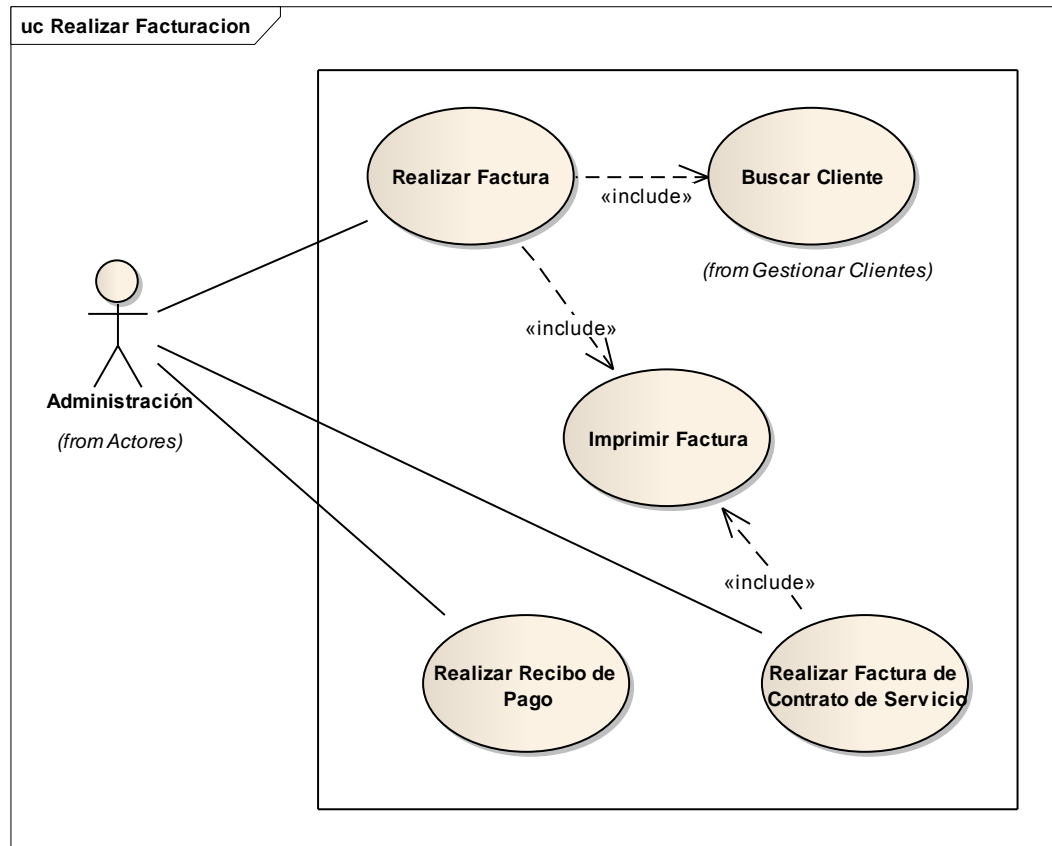 uc Realizar Facturacion
Realizar Factura
«include»
Buscar Cliente
(from Gestionar Clientes)
«include»
Administración
(from Actores)
Imprimir Factura
«include»
Realizar Recibo de
Pago
Realizar Factura de
Contrato de Servicio